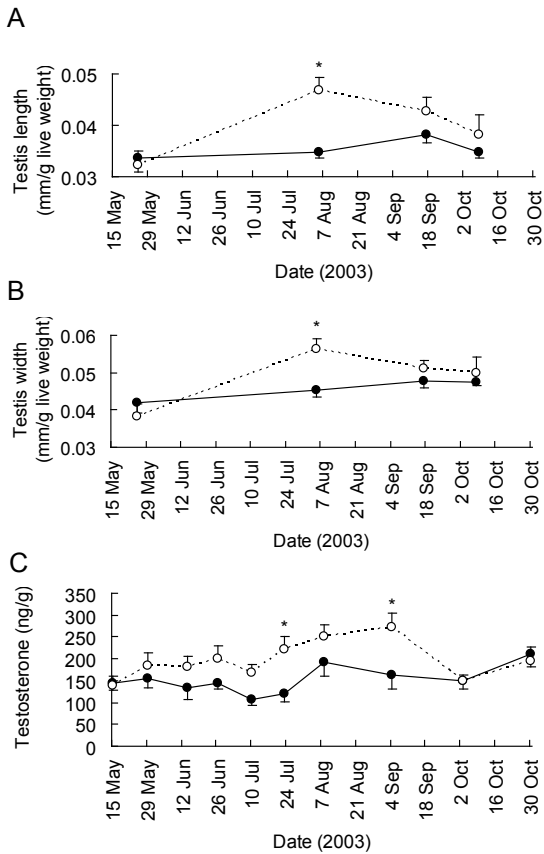 A
Testis length
(mm/g live weight)
0.05
0.04
0.03
*
15 May
29 May
12 Jun
26 Jun
10 Jul
24 Jul
7 Aug
21 Aug
4 Sep
18 Sep
2 Oct
16 Oct
30 Oct
Date (2003)
B
Testis width
(mm/g live weight)
0.06
0.05
0.04
0.03
*
15 May
29 May
12 Jun
26 Jun
10 Jul
24 Jul
7 Aug
21 Aug
4 Sep
18 Sep
2 Oct
16 Oct
30 Oct
Date (2003)
C
Testosterone (ng/g)
350
300
250
200
150
100
50
0
*
*
15 May
29 May
12 Jun
26 Jun
10 Jul
24 Jul
7 Aug
21 Aug
4 Sep
18 Sep
2 Oct
16 Oct
30 Oct
Date (2003)